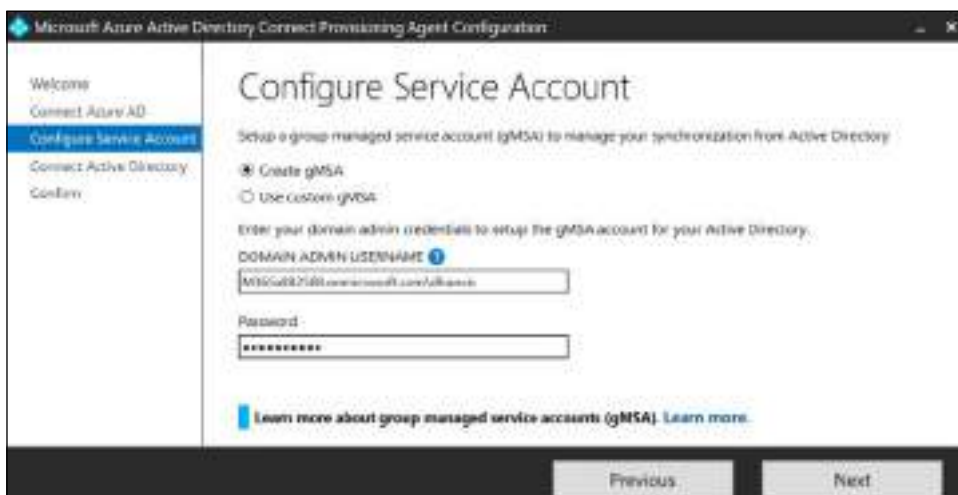 Microsoft Azure Active Directory Connect Provisioning Agent Configuration
Welcome
Connect Azure AD
Configure Service Account
Connect Active Directory
Confirm
Configure Service Account
Setup a group managed service account (gMSA) to manage your synchronization from Active Directory
Create gMSA
Use custom gMSA
Enter your domain admin credentials to setup the gMSA account for your Active Directory.
DOMAIN ADMIN USERNAME ?
Password
Learn more about group managed service accounts (gMSA). Learn more.
Previous
Next